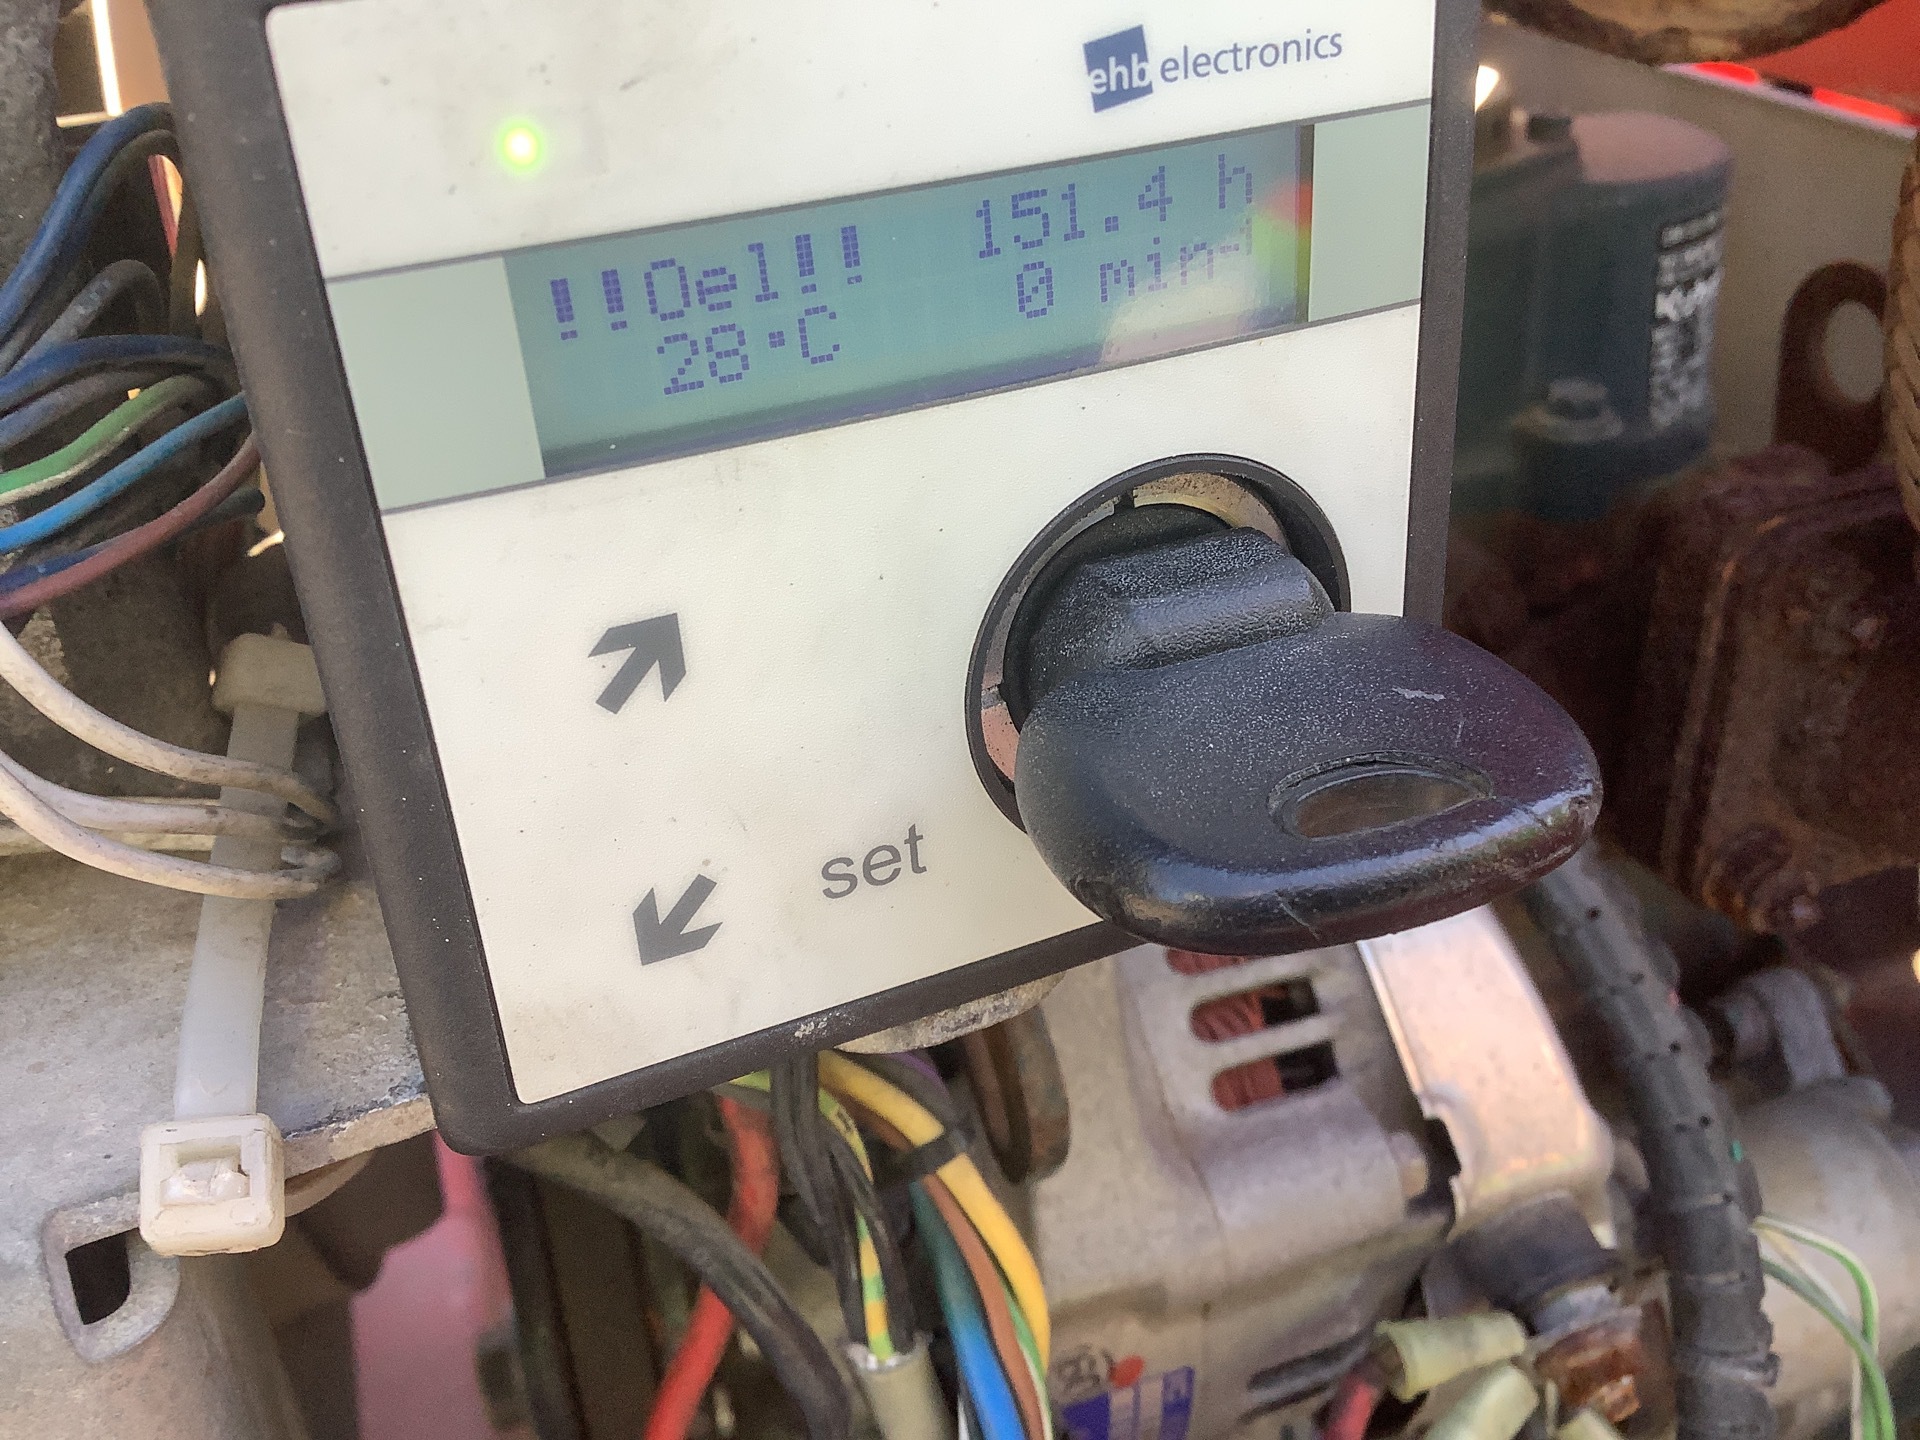 ehb electronics
!!Oel!! 151.4 h
28°C 0 min-1
set